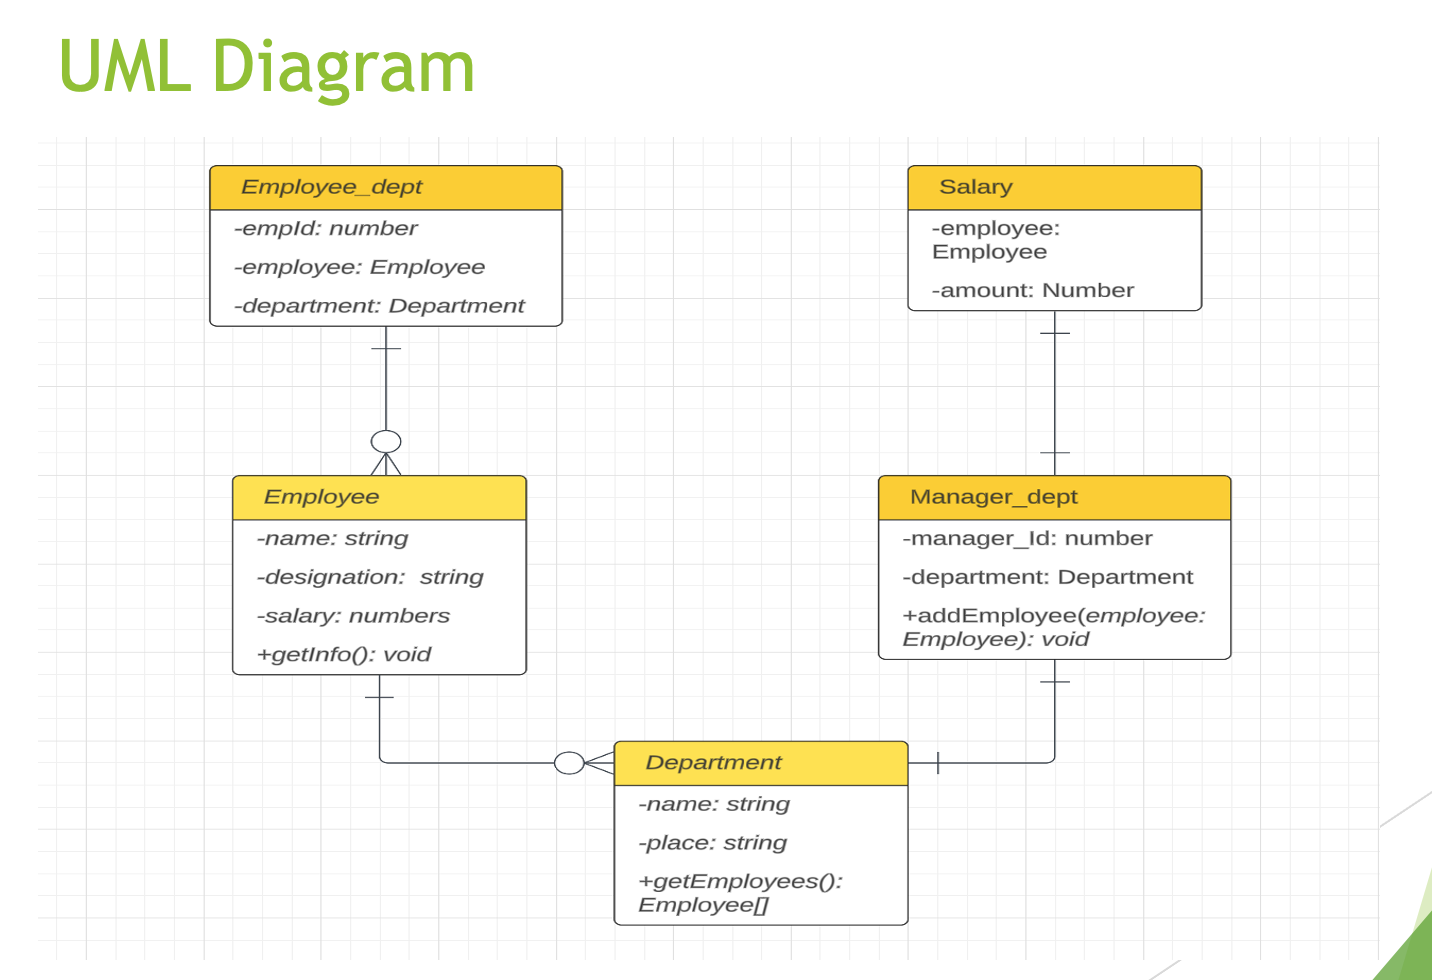 UML Diagram
Employee_dept
-empId: number
-employee: Employee
-department: Department
Salary
-employee:
Employee
-amount: Number
Employee
-name: string
-designation:  string
-salary: numbers
+getInfo(): void
Manager_dept
-manager_Id: number
-department: Department
+addEmployee(employee:
Employee): void
Department
-name: string
-place: string
+getEmployees():
Employee[]